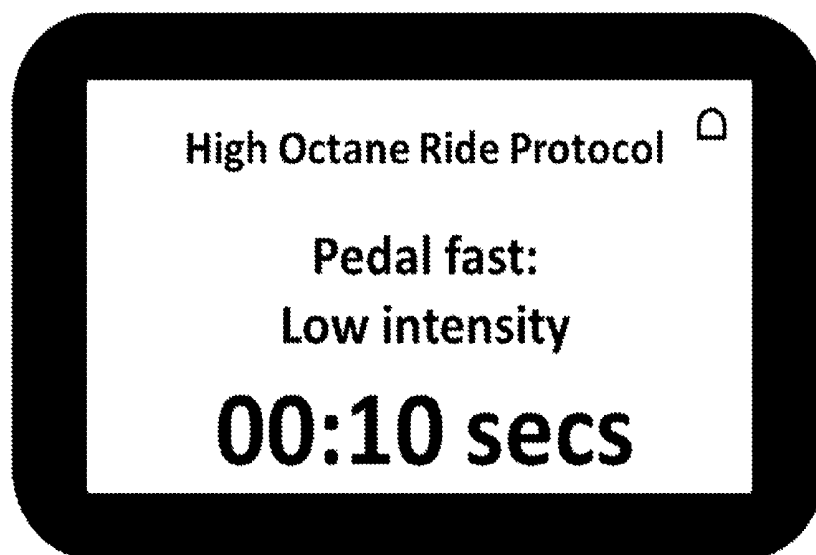 High Octane Ride Protocol
Pedal fast:
Low intensity
00:10 secs